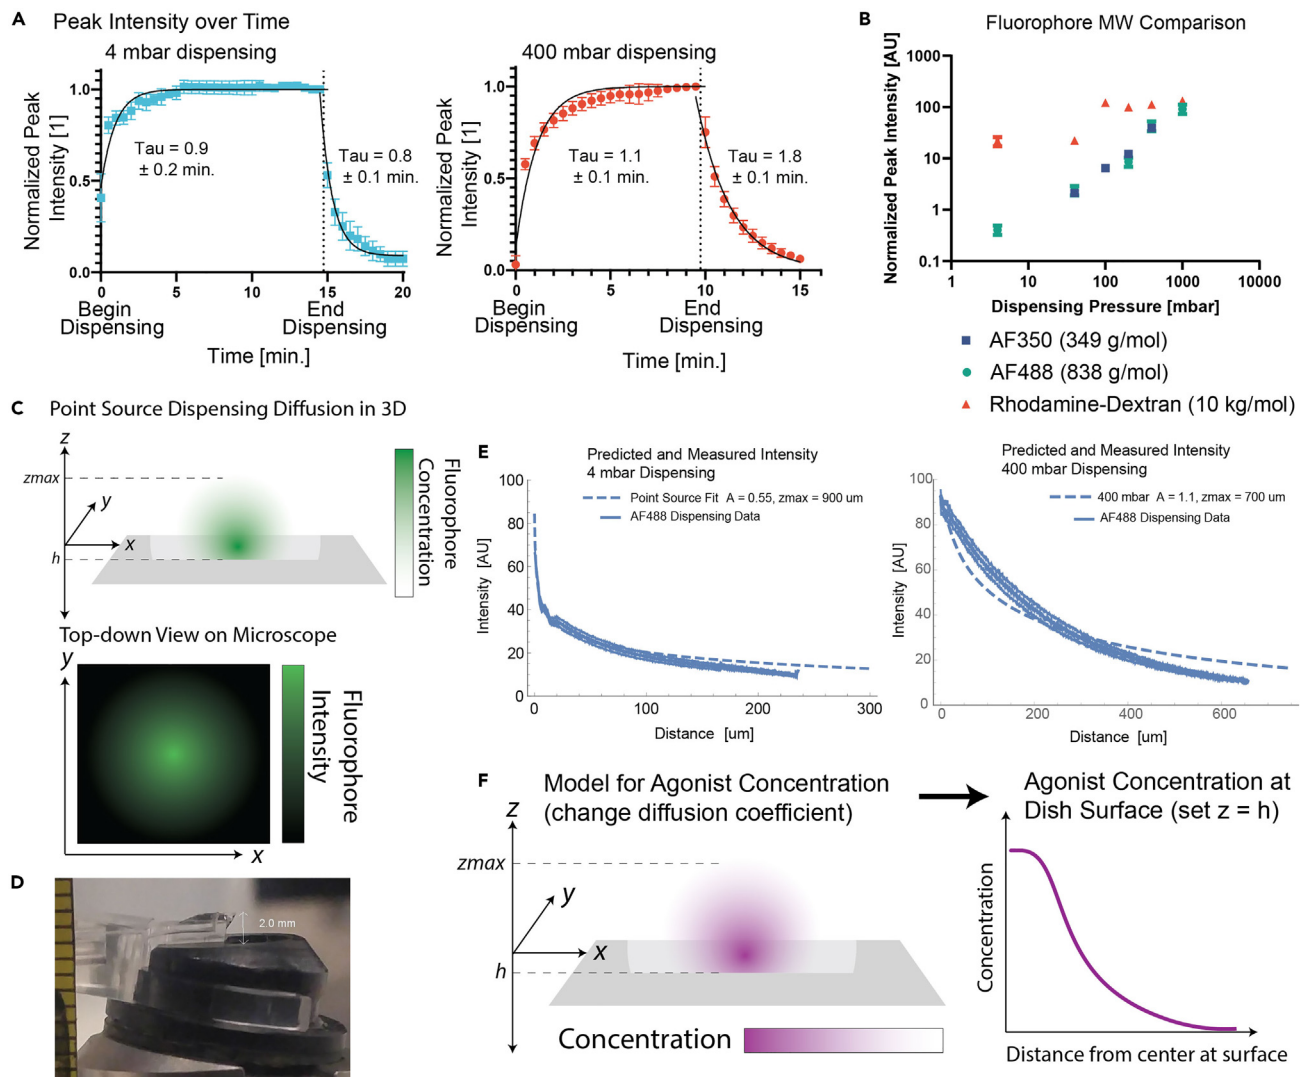 A
Peak Intensity over Time
4 mbar dispensing
Normalized Peak
Intensity [1]
1.0
0.5
0.0
Tau = 0.9
± 0.2 min.
Tau = 0.8
± 0.1 min.
0
5
10
15
20
Begin
Dispensing
End
Dispensing
Time [min.]
400 mbar dispensing
Normalized Peak
Intensity [1]
1.0
0.5
0.0
Tau = 1.1
± 0.1 min.
Tau = 1.8
± 0.1 min.
0
5
10
15
Begin
Dispensing
End
Dispensing
Time [min.]
B
Fluorophore MW Comparison
Normalized Peak Intensity [AU]
1000
100
10
1
0.1
1
10
100
1000
10000
Dispensing Pressure [mbar]
AF350 (349 g/mol)
AF488 (838 g/mol)
Rhodamine-Dextran (10 kg/mol)
C
Point Source Dispensing Diffusion in 3D
z
zmax
y
x
h
Fluorophore
Concentration
Top-down View on Microscope
y
x
Fluorophore
Intensity
D
2.0 mm
E
Predicted and Measured Intensity
4 mbar Dispensing
Point Source Fit A = 0.55, zmax = 900 um
AF488 Dispensing Data
Intensity [AU]
100
80
60
40
20
0
0
100
200
300
Distance [um]
Predicted and Measured Intensity
400 mbar Dispensing
400 mbar A = 1.1, zmax = 700 um
AF488 Dispensing Data
Intensity [AU]
100
80
60
40
20
0
0
200
400
600
Distance [um]
F
Model for Agonist Concentration
(change diffusion coefficient)
z
zmax
y
x
h
Concentration
Agonist Concentration at
Dish Surface (set z = h)
Concentration
Distance from center at surface